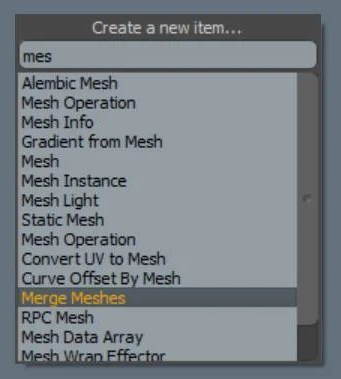 Create a new item...
mes
Alembic Mesh
Mesh Operation
Mesh Info
Gradient from Mesh
Mesh
Mesh Instance
Mesh Light
Static Mesh
Mesh Operation
Convert UV to Mesh
Curve Offset By Mesh
Merge Meshes
RPC Mesh
Mesh Data Array
Mesh Wrap Effector